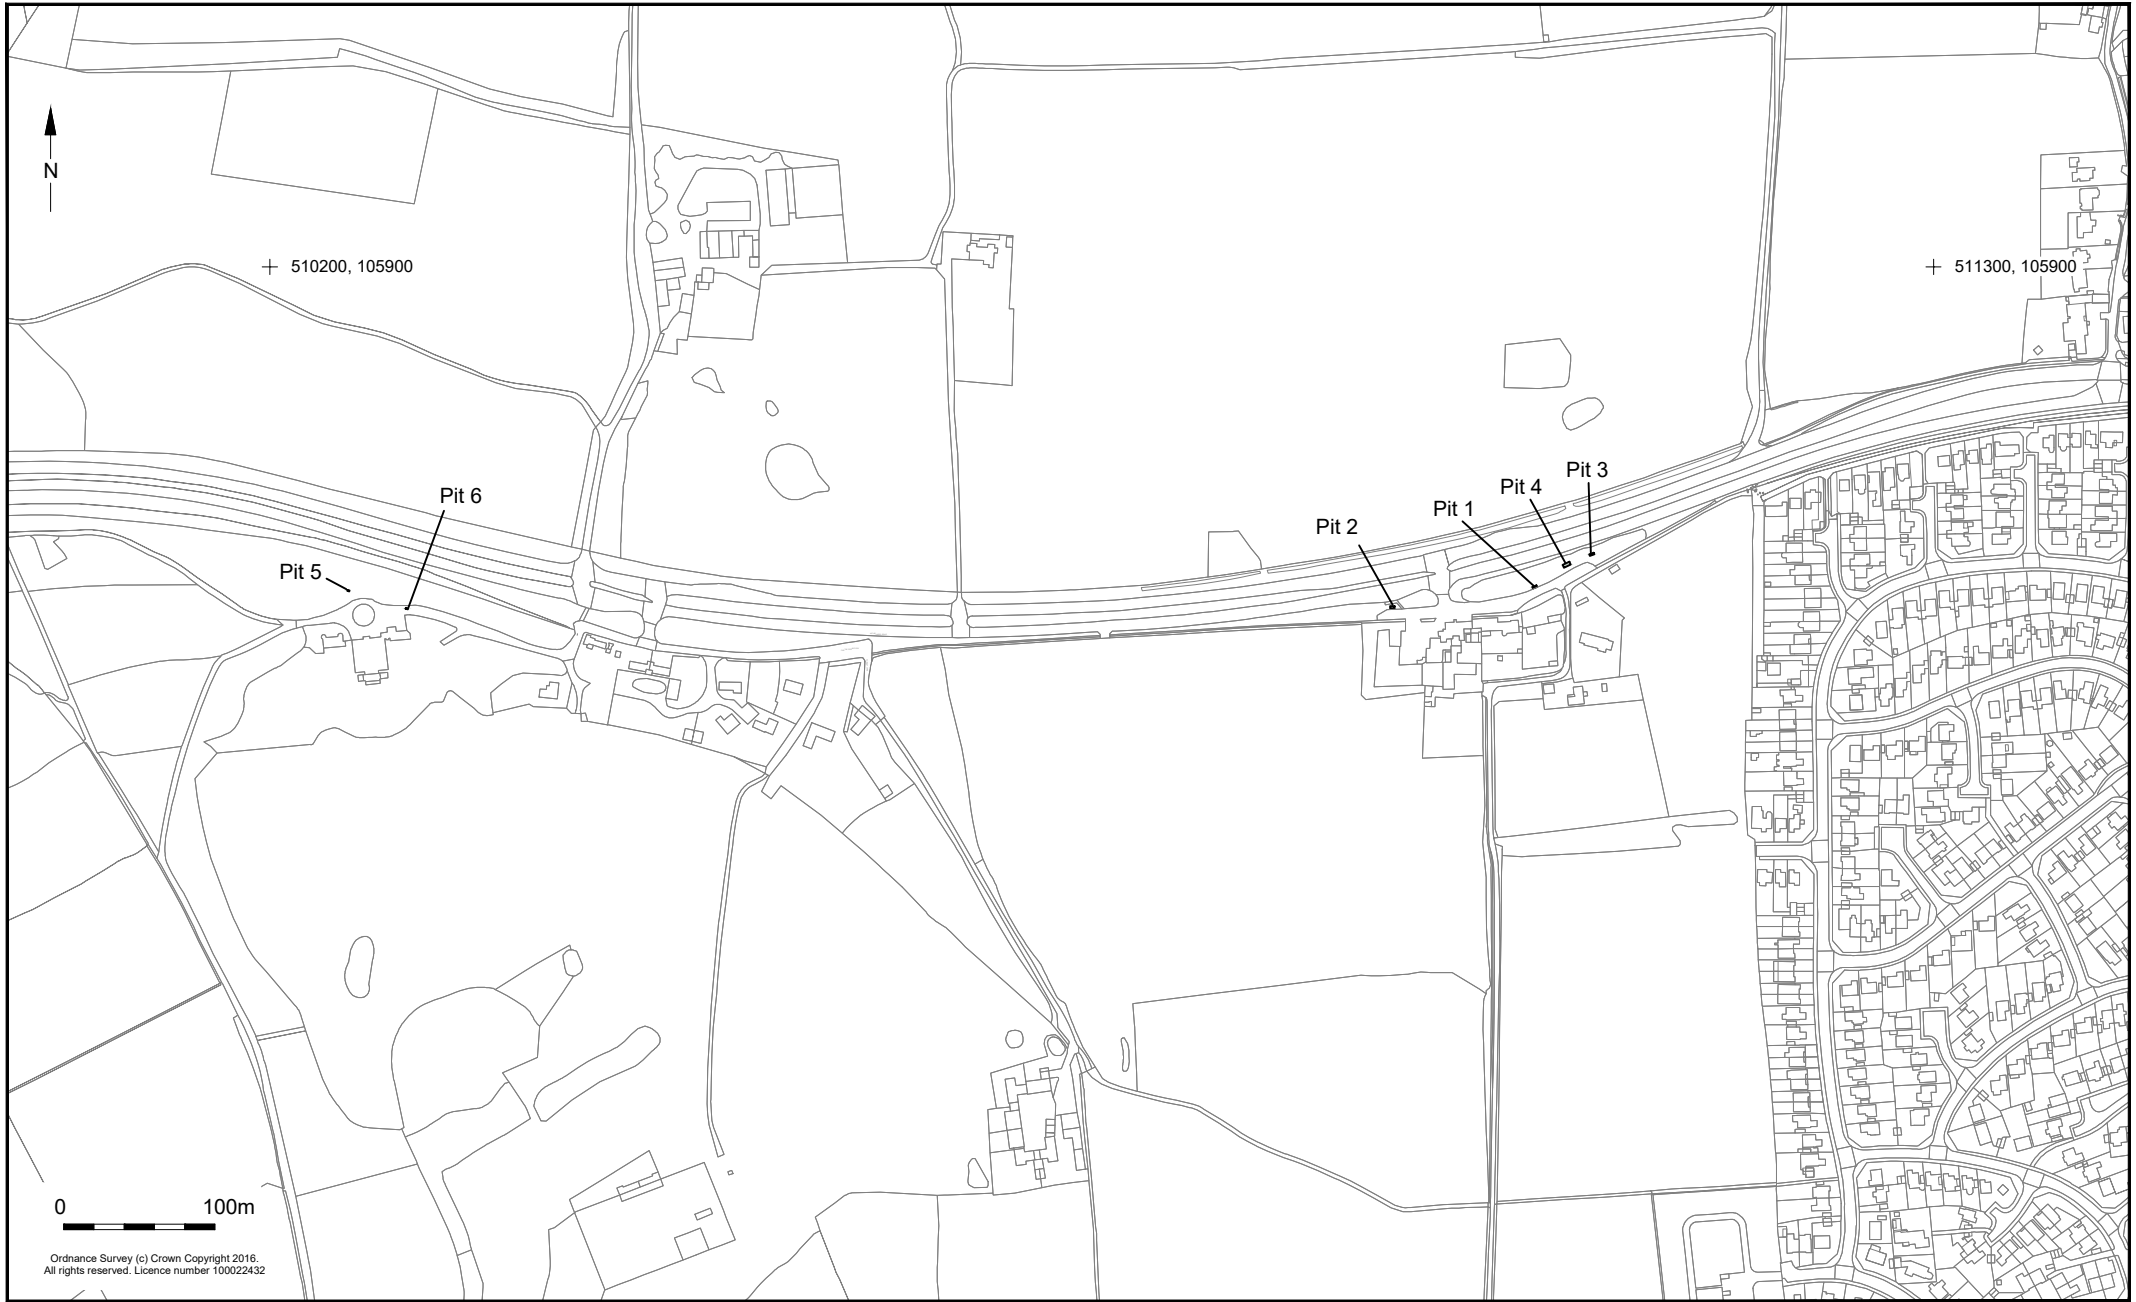 N
510200, 105900
511300, 105900
Pit 3
Pit 4
Pit 6
Pit 1
Pit 2
Pit 5
0 100m
Ordnance Survey (c) Crown Copyright 2016.
All rights reserved. Licence number 100022432